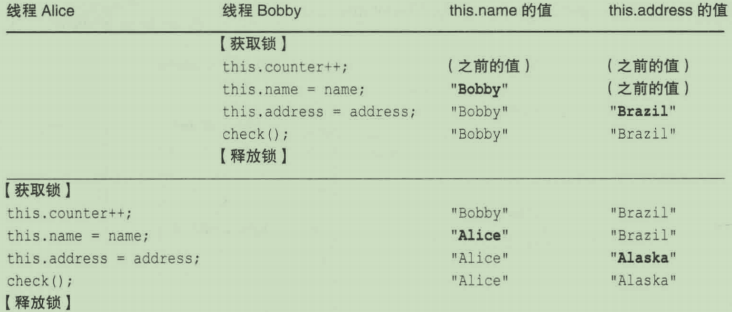 线程 Alice 线程 Bobby this.name 的值 this.address 的值
【获取锁】
this.counter++; （之前的值） （之前的值）
this.name = name; "Bobby" （之前的值）
this.address = address; "Bobby" "Brazil"
check(); "Bobby" "Brazil"
【释放锁】
【获取锁】
this.counter++; "Bobby" "Brazil"
this.name = name; "Alice" "Brazil"
this.address = address; "Alice" "Alaska"
check(); "Alice" "Alaska"
【释放锁】